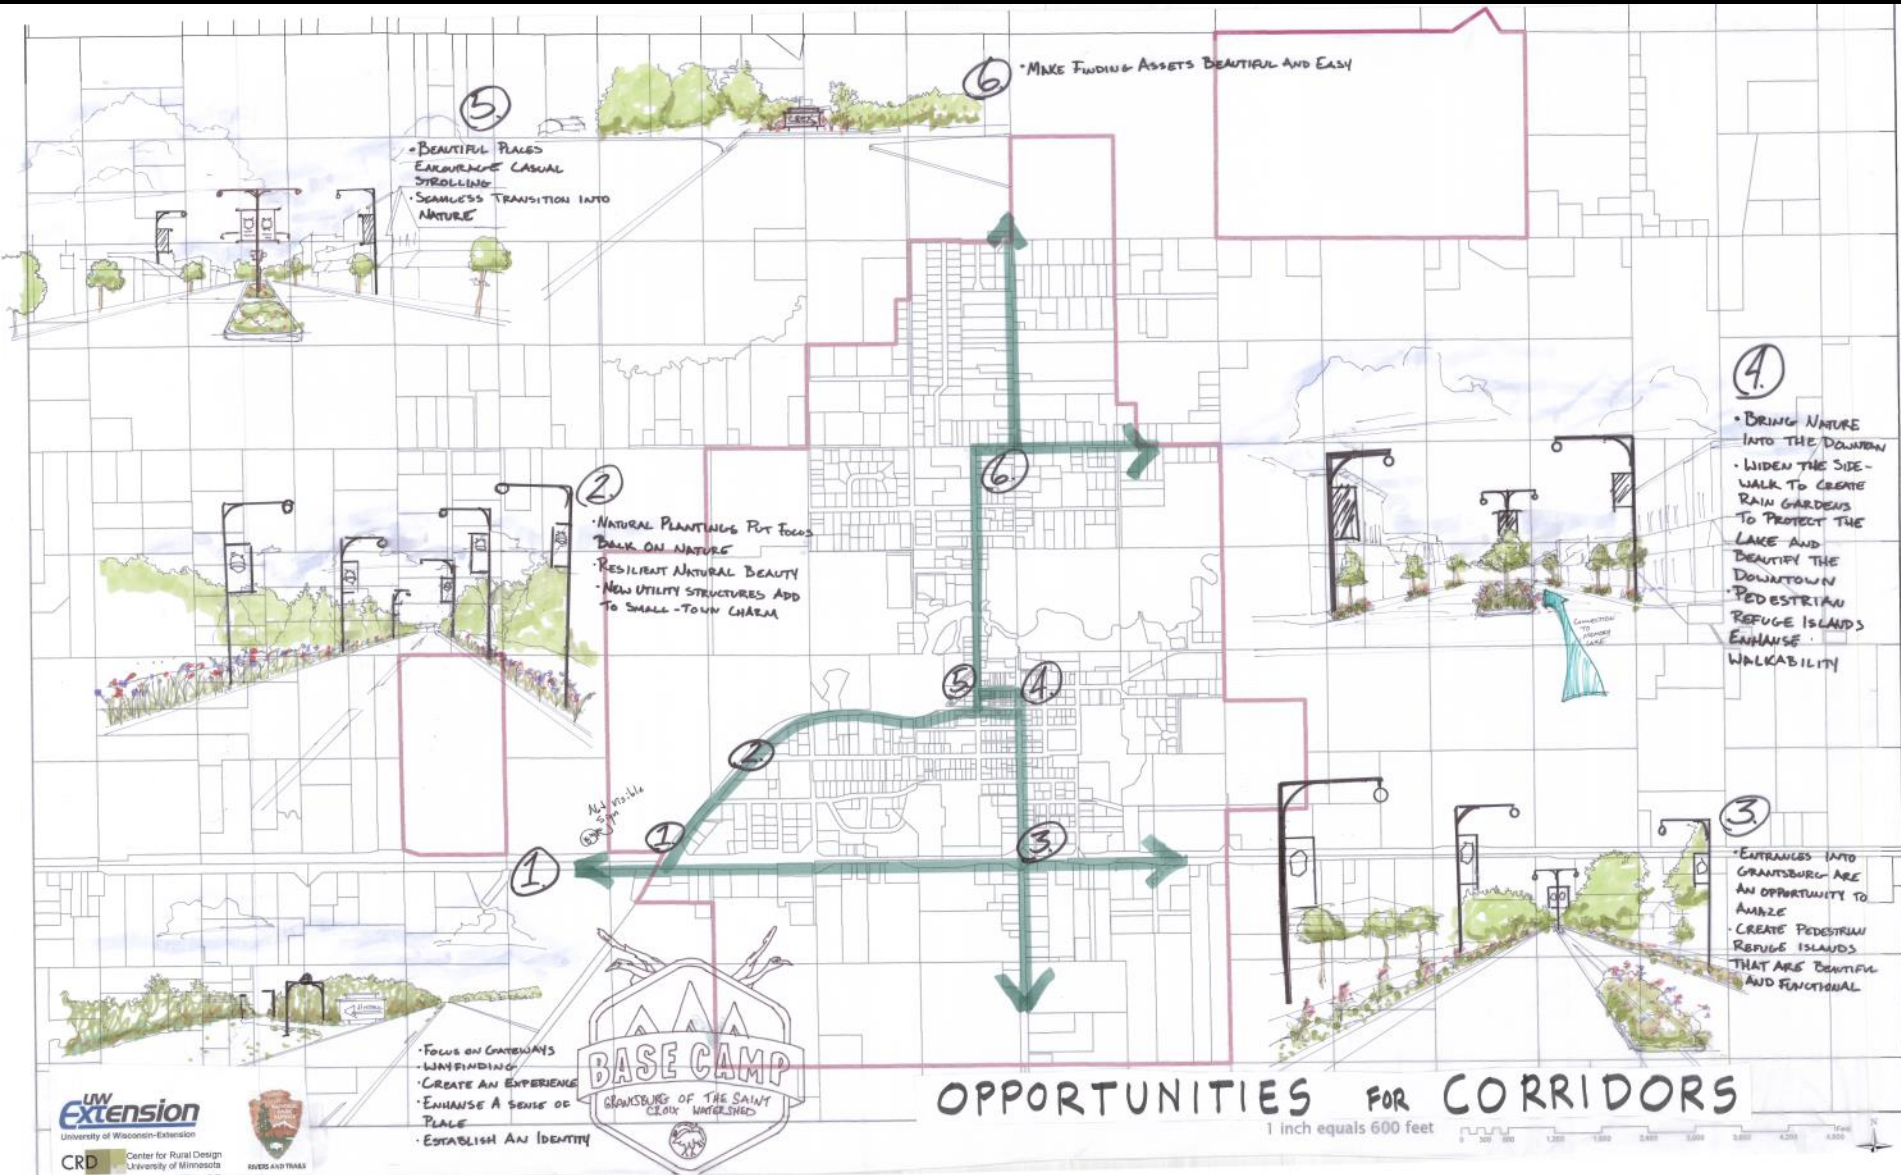 5.
• BEAUTIFUL PLACES
ENCOURAGE CASUAL
STROLLING
• SEAMLESS TRANSITION INTO
NATURE
6.
• MAKE FINDING ASSETS BEAUTIFUL AND EASY
2.
• NATURAL PLANTINGS PUT FOCUS
BACK ON NATURE
• RESILIENT NATURAL BEAUTY
• NEW UTILITY STRUCTURES ADD
TO SMALL-TOWN CHARM
4.
• BRING NATURE
INTO THE DOWNTOWN
• WIDEN THE SIDE-
WALK TO CREATE
RAIN GARDENS
TO PROTECT THE
LAKE AND
BEAUTIFY THE
DOWNTOWN
• PEDESTRIAN
REFUGE ISLANDS
ENHANSE
WALKABILITY
CONNECTION
TO
MEMORY
LAKE
6.
5.
4.
2.
Not visible
sign
1.
3.
1.
3.
• ENTRANCES INTO
GRANTSBURG ARE
AN OPPORTUNITY TO
AMAZE
• CREATE PEDESTRIAN
REFUGE ISLANDS
THAT ARE BEAUTIFUL
AND FUNCTIONAL
• FOCUS ON GATEWAYS
• WAYFINDING
• CREATE AN EXPERIENCE
• ENHANSE A SENSE OF
PLACE
• ESTABLISH AN IDENTITY
BASE CAMP
GRANTSBURG OF THE SAINT
CROIX WATERSHED
OPPORTUNITIES FOR CORRIDORS
1 inch equals 600 feet
UW
Extension
University of Wisconsin-Extension
CRD
Center for Rural Design
University of Minnesota
RIVERS AND TRAILS
N